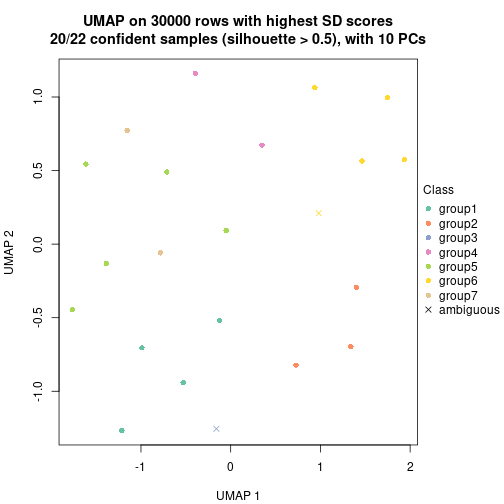 UMAP on 30000 rows with highest SD scores
20/22 confident samples (silhouette > 0.5), with 10 PCs
UMAP 2
1.0
0.5
0.0
-0.5
-1.0
-1
0
1
2
UMAP 1
Class
group1
group2
group3
group4
group5
group6
group7
ambiguous